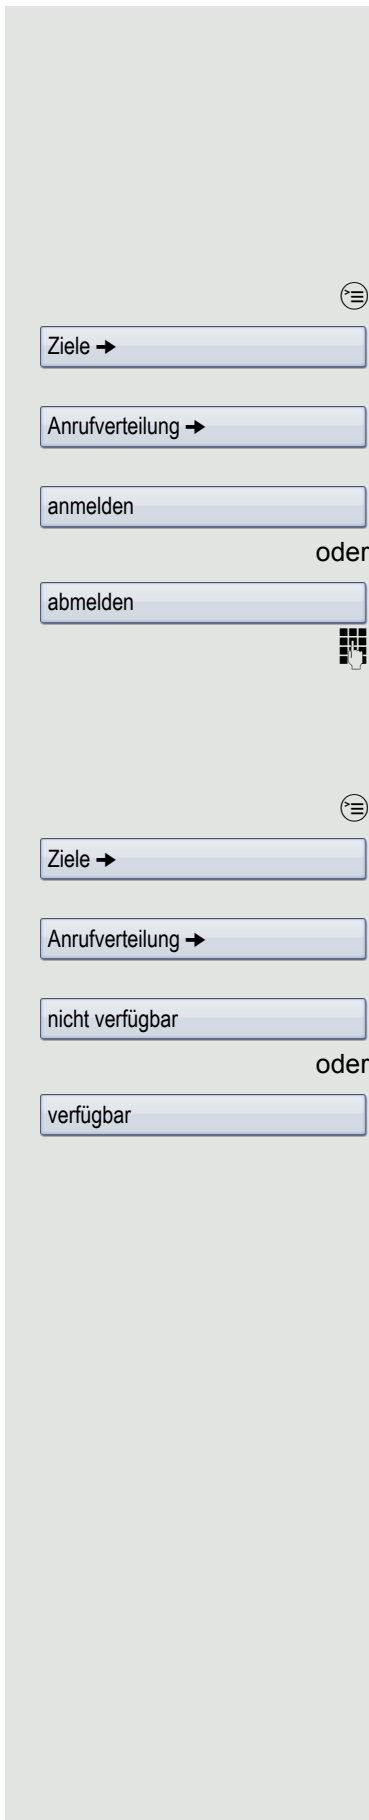 Ziele ➔
Anrufverteilung ➔
anmelden
oder
abmelden
Ziele ➔
Anrufverteilung ➔
nicht verfügbar
oder
verfügbar